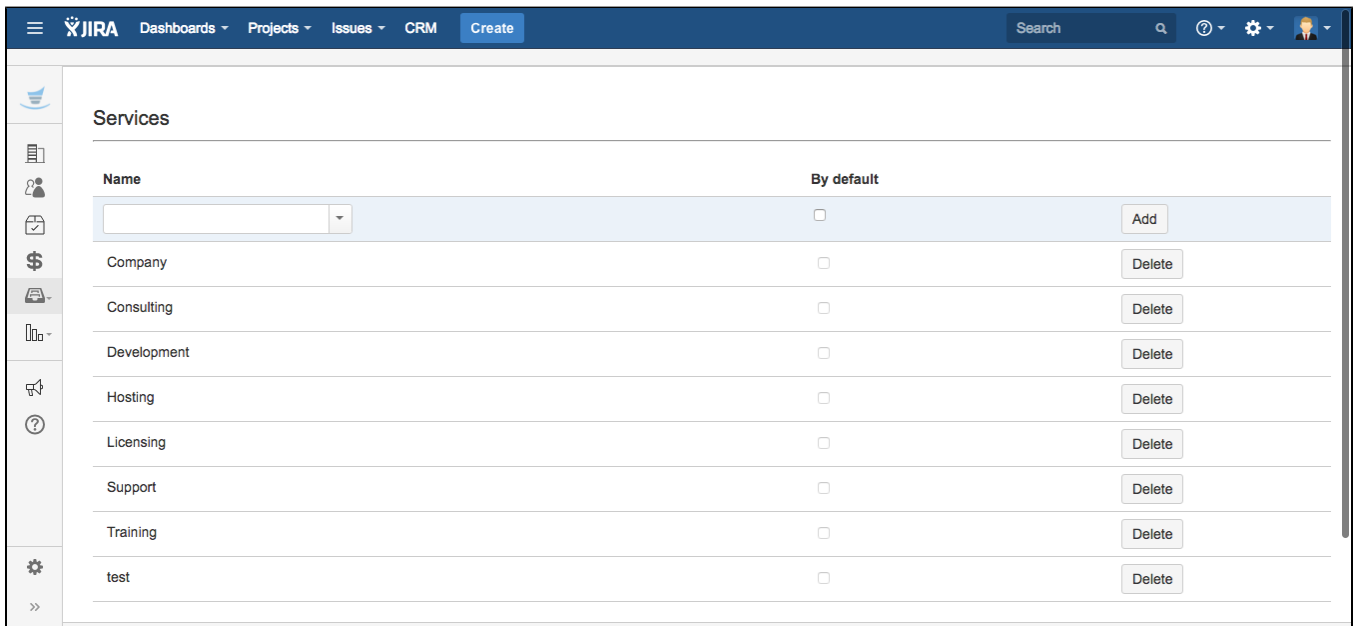 JIRA Dashboards Projects Issues CRM Create Search
Services
Name By default
Add
Company Delete
Consulting Delete
Development Delete
Hosting Delete
Licensing Delete
Support Delete
Training Delete
test Delete